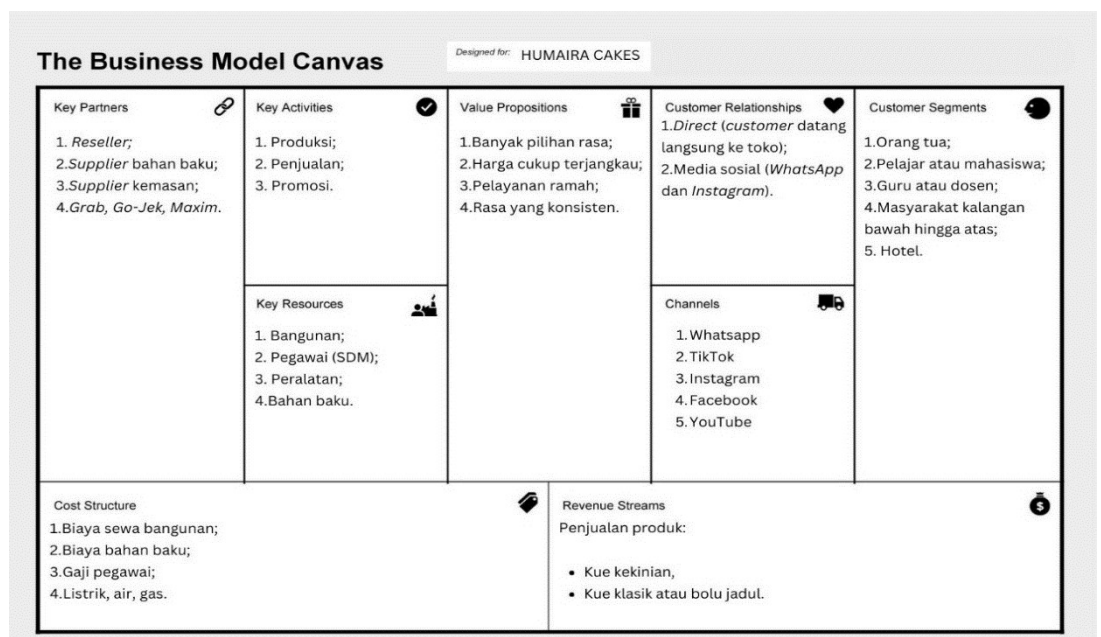 The Business Model Canvas
Designed for: HUMAIRA CAKES
Key Partners
1. Reseller;
2.Supplier bahan baku;
3.Supplier kemasan;
4.Grab, Go-Jek, Maxim.
Key Activities
1. Produksi;
2. Penjualan;
3. Promosi.
Key Resources
1. Bangunan;
2. Pegawai (SDM);
3. Peralatan;
4.Bahan baku.
Value Propositions
1.Banyak pilihan rasa;
2.Harga cukup terjangkau;
3.Pelayanan ramah;
4.Rasa yang konsisten.
Customer Relationships
1.Direct (customer datang
langsung ke toko);
2.Media sosial (WhatsApp
dan Instagram).
Channels
1.Whatsapp
2.TikTok
3.Instagram
4.Facebook
5.YouTube
Customer Segments
1.Orang tua;
2.Pelajar atau mahasiswa;
3.Guru atau dosen;
4.Masyarakat kalangan
bawah hingga atas;
5. Hotel.
Cost Structure
1.Biaya sewa bangunan;
2.Biaya bahan baku;
3.Gaji pegawai;
4.Listrik, air, gas.
Revenue Streams
Penjualan produk:
• Kue kekinian,
• Kue klasik atau bolu jadul.